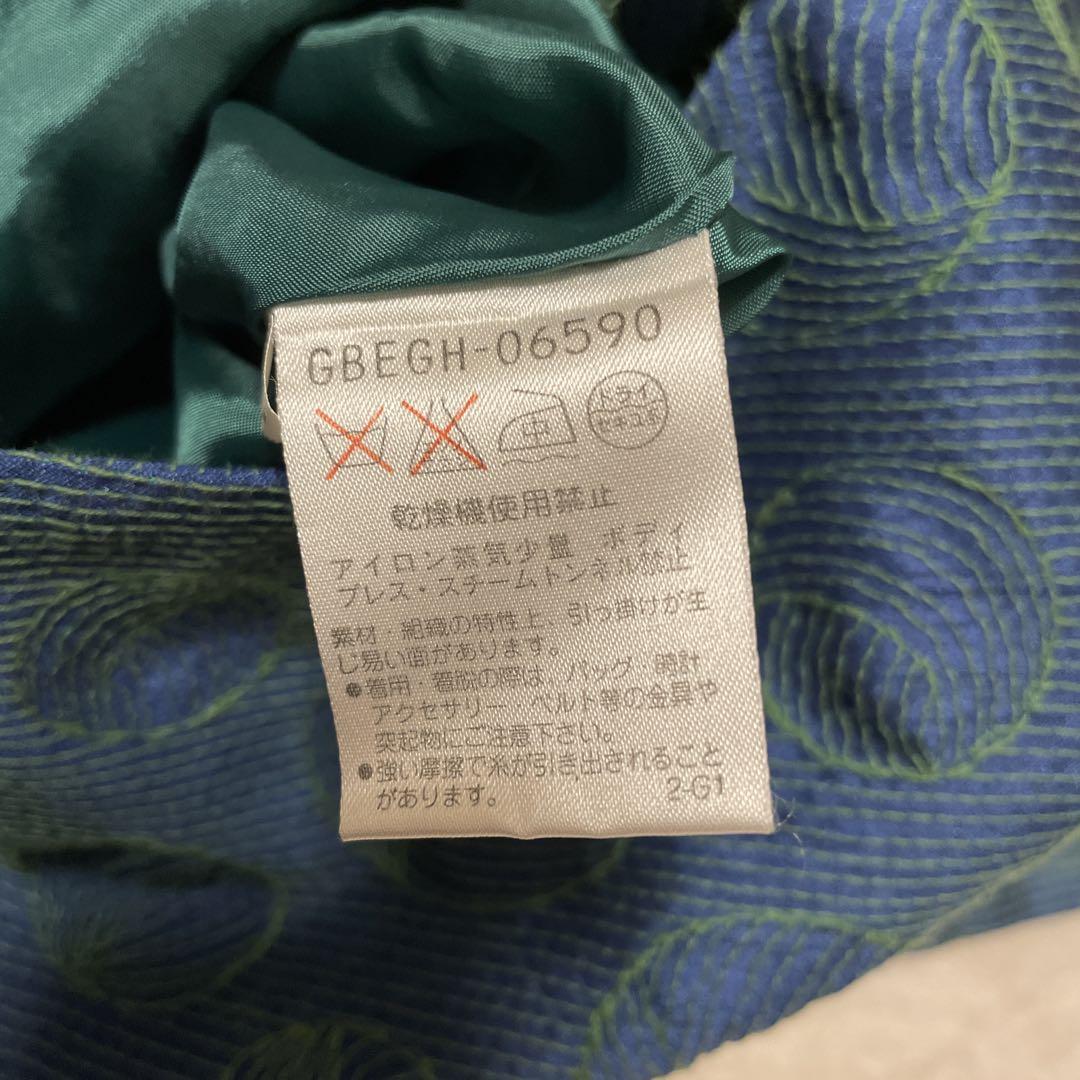 GBEGH-06590
中
ドライ
セキユ系
乾燥機使用禁止
アイロン蒸気少量 ボディ
プレス・スチームトンネル禁止
素材・組織の特性上、引っ掛けが生
じ易い面があります。
●着用・着脱の際は、バッグ・時計
アクセサリー ベルト等の金具や
突起物にご注意下さい。
●強い摩擦で糸が引き出されること
があります。 2-G1